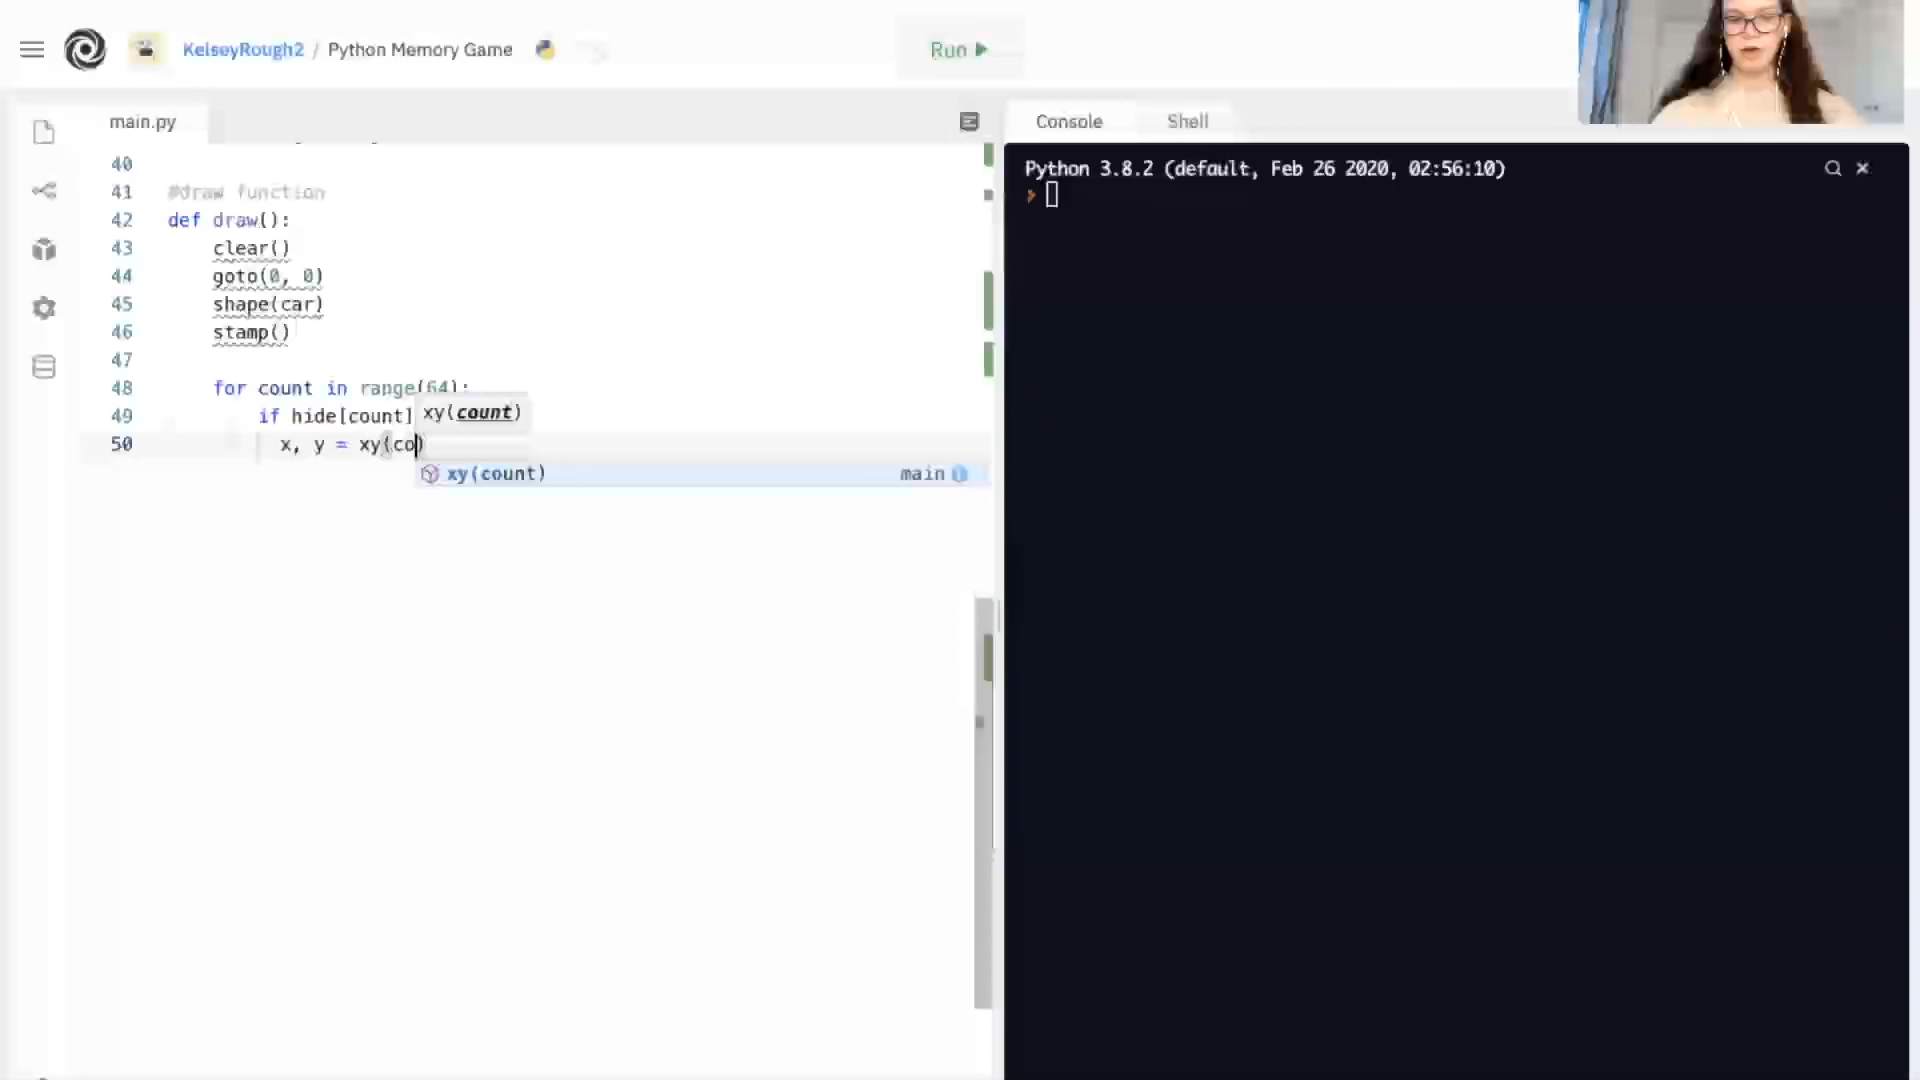 KelseyRough2 / Python Memory Game
Run
main.py
Console
Shell
40
41 #draw function
42 def draw():
43 clear()
44 goto(0, 0)
45 shape(car)
46 stamp()
47
48 for count in range(64):
49 if hide[count]
xy(count)
50 x, y = xy(co)
xy(count) main
Python 3.8.2 (default, Feb 26 2020, 02:56:10)